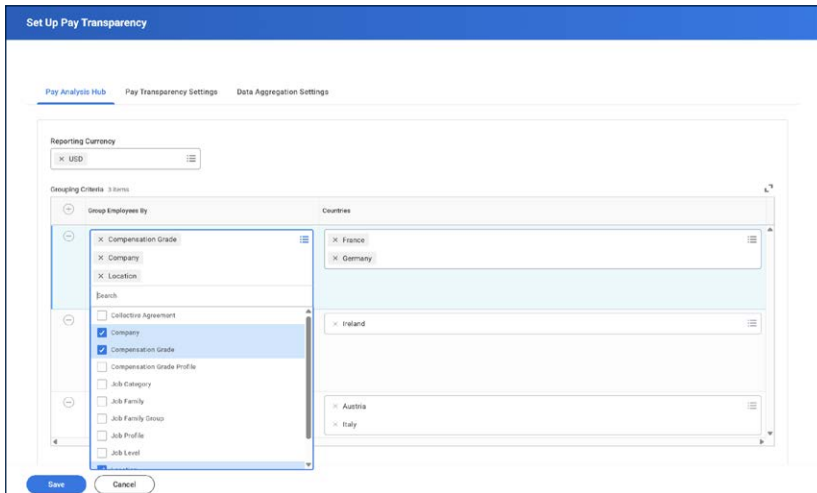 Set Up Pay Transparency
Pay Analysis Hub Pay Transparency Settings Data Aggregation Settings
Reporting Currency
× USD
Grouping Criteria 3 items
Group Employees By Countries
× Compensation Grade
× Company
× Location
Search
× France
× Germany
Collective Agreement
Company
Compensation Grade
Compensation Grade Profile
Job Category
Job Family
Job Family Group
Job Profile
Job Level
× Ireland
× Austria
× Italy
Save Cancel